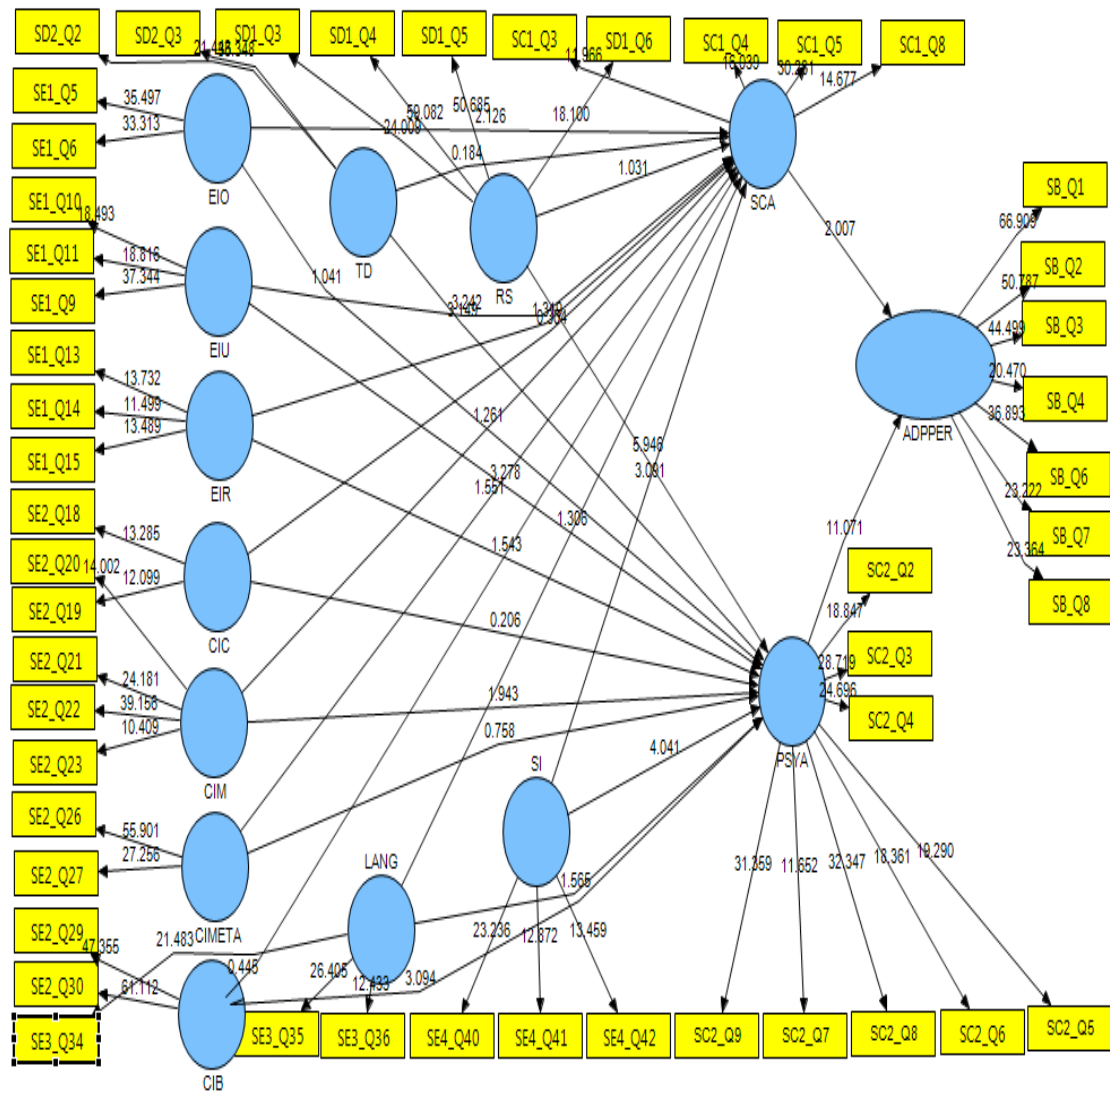 SD2_Q2
SD2_Q3
SD1_Q3
SD1_Q4
SD1_Q5
SC1_Q3
SD1_Q6
SC1_Q4
SC1_Q5
SC1_Q8
11.966
16.039
30.281
14.677
SE1_Q5
35.497
33.313
SE1_Q6
EIO
59.082
50.685
24.009
2.126
18.100
0.184
1.031
TD
RS
SCA
SE1_Q10
18.493
SE1_Q11
18.816
37.344
SE1_Q9
EIU
1.041
3.242
3.149
2.007
SB_Q1
66.909
SB_Q2
50.787
SB_Q3
44.499
20.470
SB_Q4
36.893
ADPPER
SB_Q6
23.222
SB_Q7
23.364
SB_Q8
SE1_Q13
13.732
SE1_Q14
11.499
13.489
SE1_Q15
EIR
1.261
5.946
3.091
3.278
1.551
1.306
1.543
11.071
SE2_Q18
13.285
SE2_Q20
14.002
12.099
SE2_Q19
CIC
0.206
SC2_Q2
18.847
SC2_Q3
28.719
24.696
SC2_Q4
PSYA
SE2_Q21
24.181
SE2_Q22
39.156
10.409
SE2_Q23
CIM
1.943
0.758
SI
4.041
SE2_Q26
55.901
27.256
SE2_Q27
CIMETA
LANG
1.565
31.359
11.652
32.347
18.361
19.290
SE2_Q29
47.355
21.483
23.236
12.872
13.459
SE2_Q30
61.112
0.445
26.405
12.433
3.094
SE3_Q34
CIB
SE3_Q35
SE3_Q36
SE4_Q40
SE4_Q41
SE4_Q42
SC2_Q9
SC2_Q7
SC2_Q8
SC2_Q6
SC2_Q5